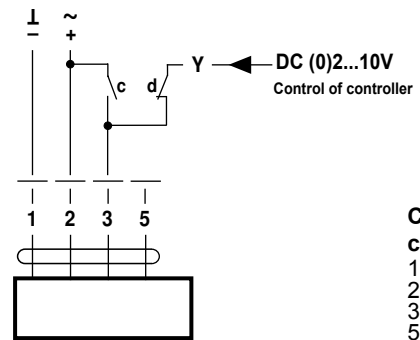 ⊥ ~
– +
c d Y DC (0)2...10V
Control of controller
1 2 3 5
C
c
1
2
3
5